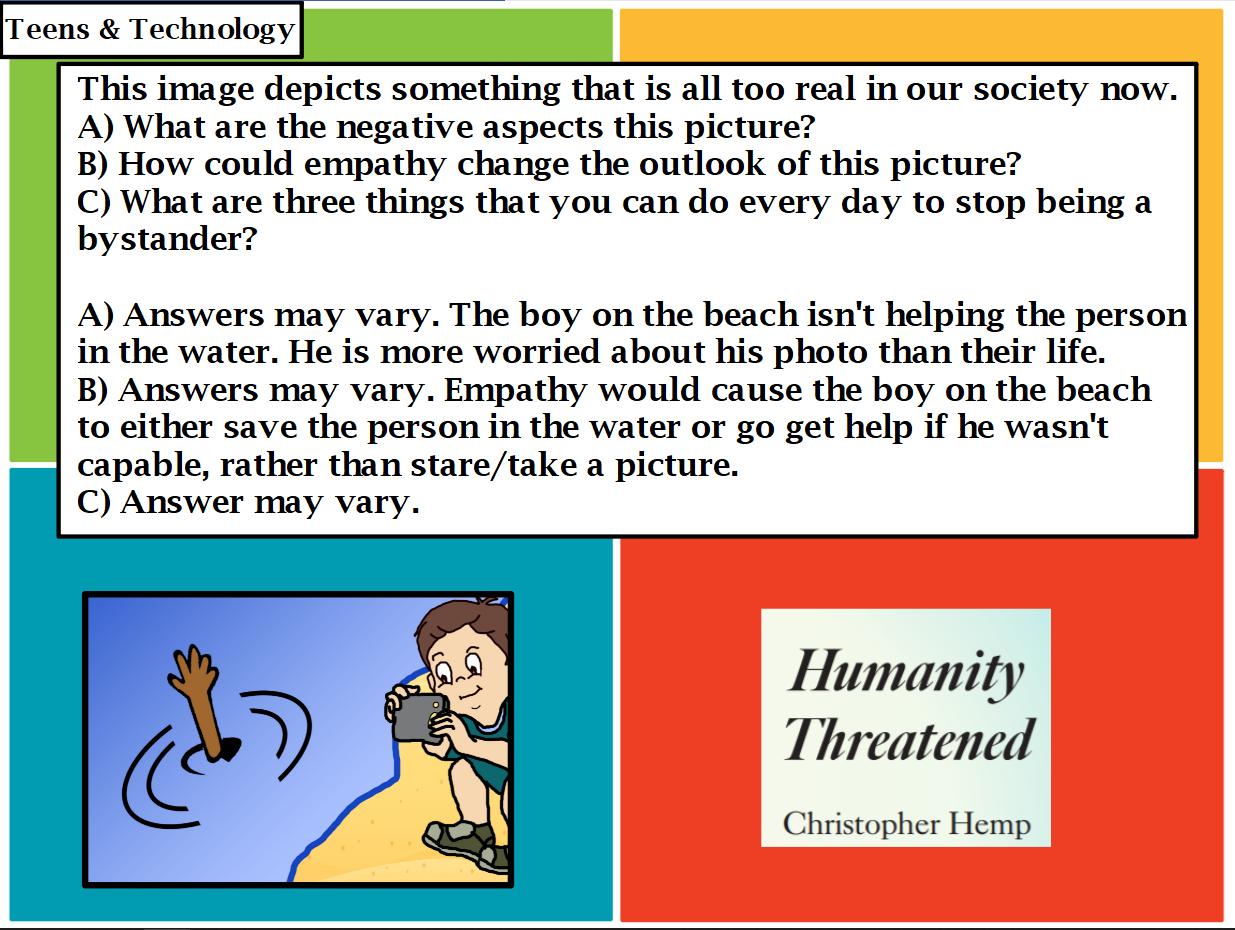 Teens & Technology
This image depicts something that is all too real in our society now.
A) What are the negative aspects this picture?
B) How could empathy change the outlook of this picture?
C) What are three things that you can do every day to stop being a
bystander?
A) Answers may vary. The boy on the beach isn't helping the person
in the water. He is more worried about his photo than their life.
B) Answers may vary. Empathy would cause the boy on the beach
to either save the person in the water or go get help if he wasn't
capable, rather than stare/take a picture.
C) Answer may vary.
Humanity
Threatened
Christopher Hemp